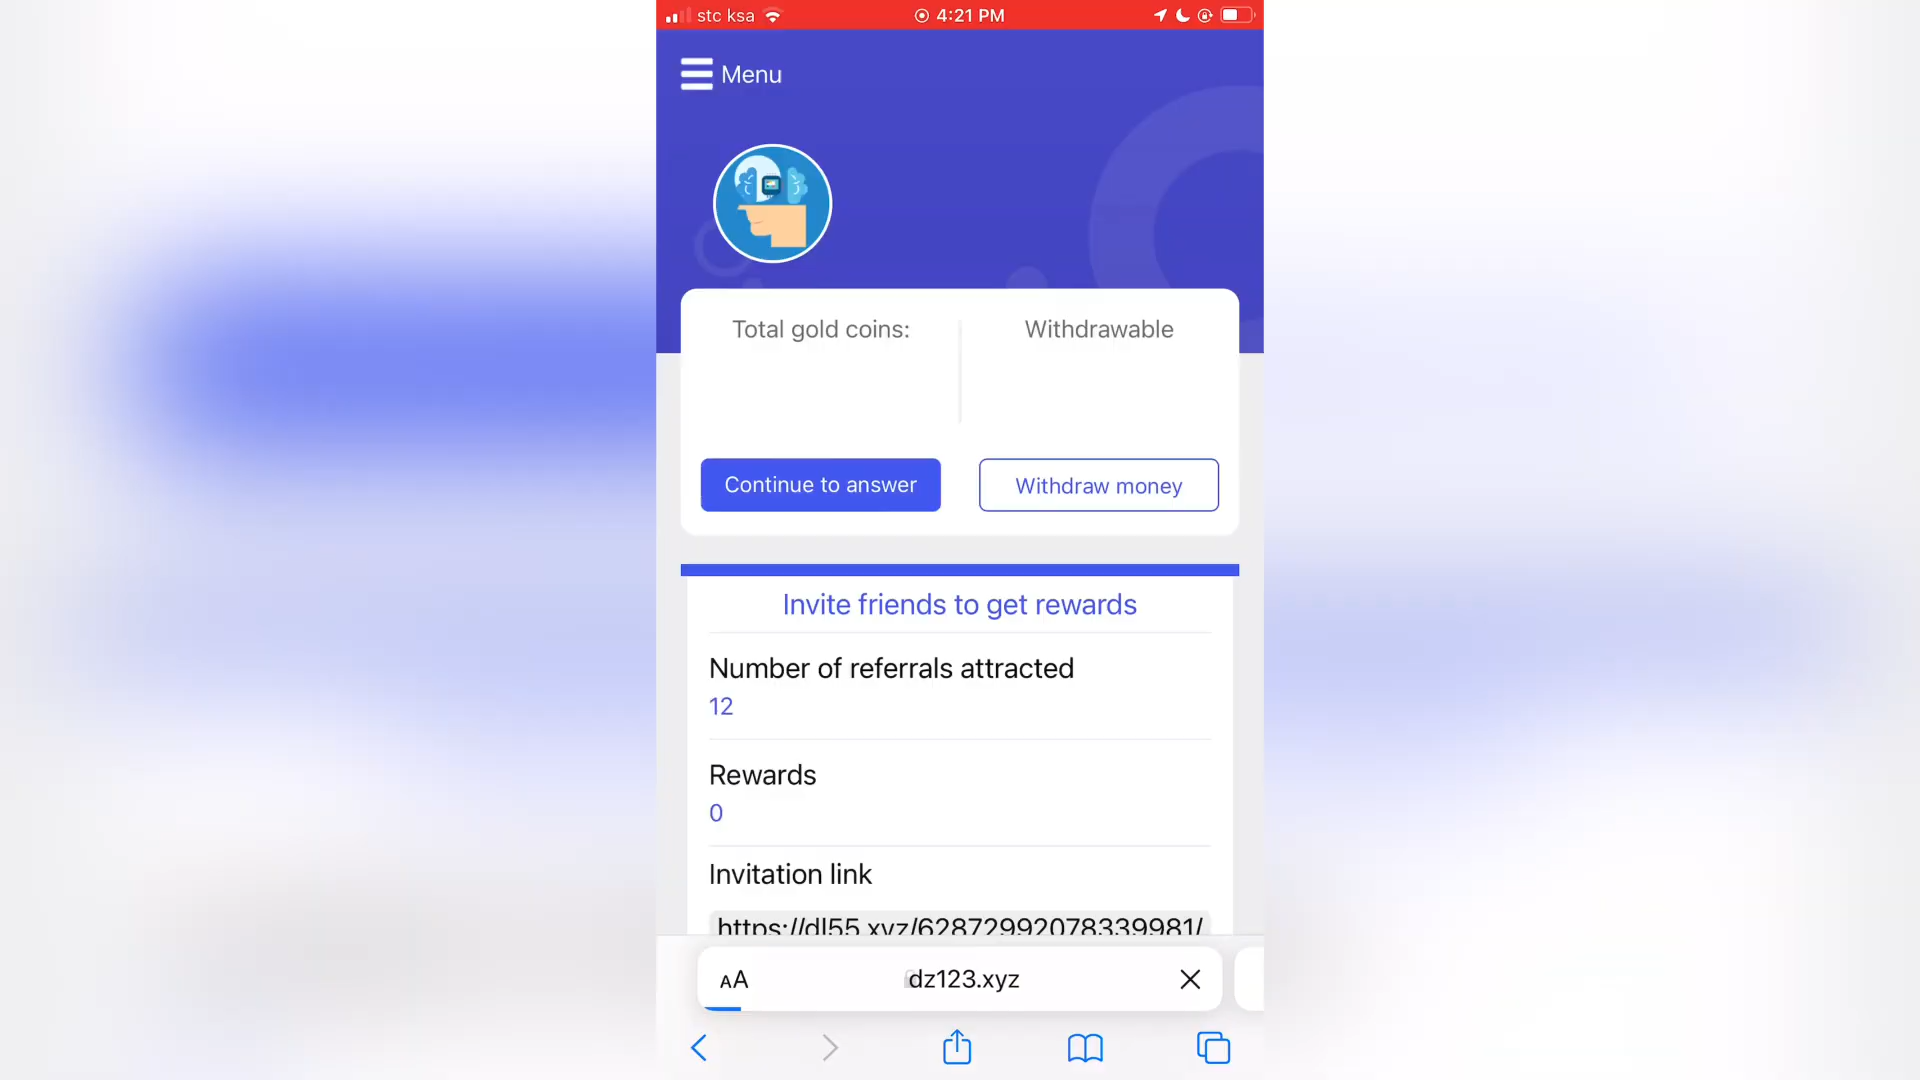 stc ksa 4:21 PM
Menu
Total gold coins: Withdrawable
Continue to answer Withdraw money
Invite friends to get rewards
Number of referrals attracted
12
Rewards
0
Invitation link
https://dl55.xyz/62872992078339981/
AA dz123.xyz